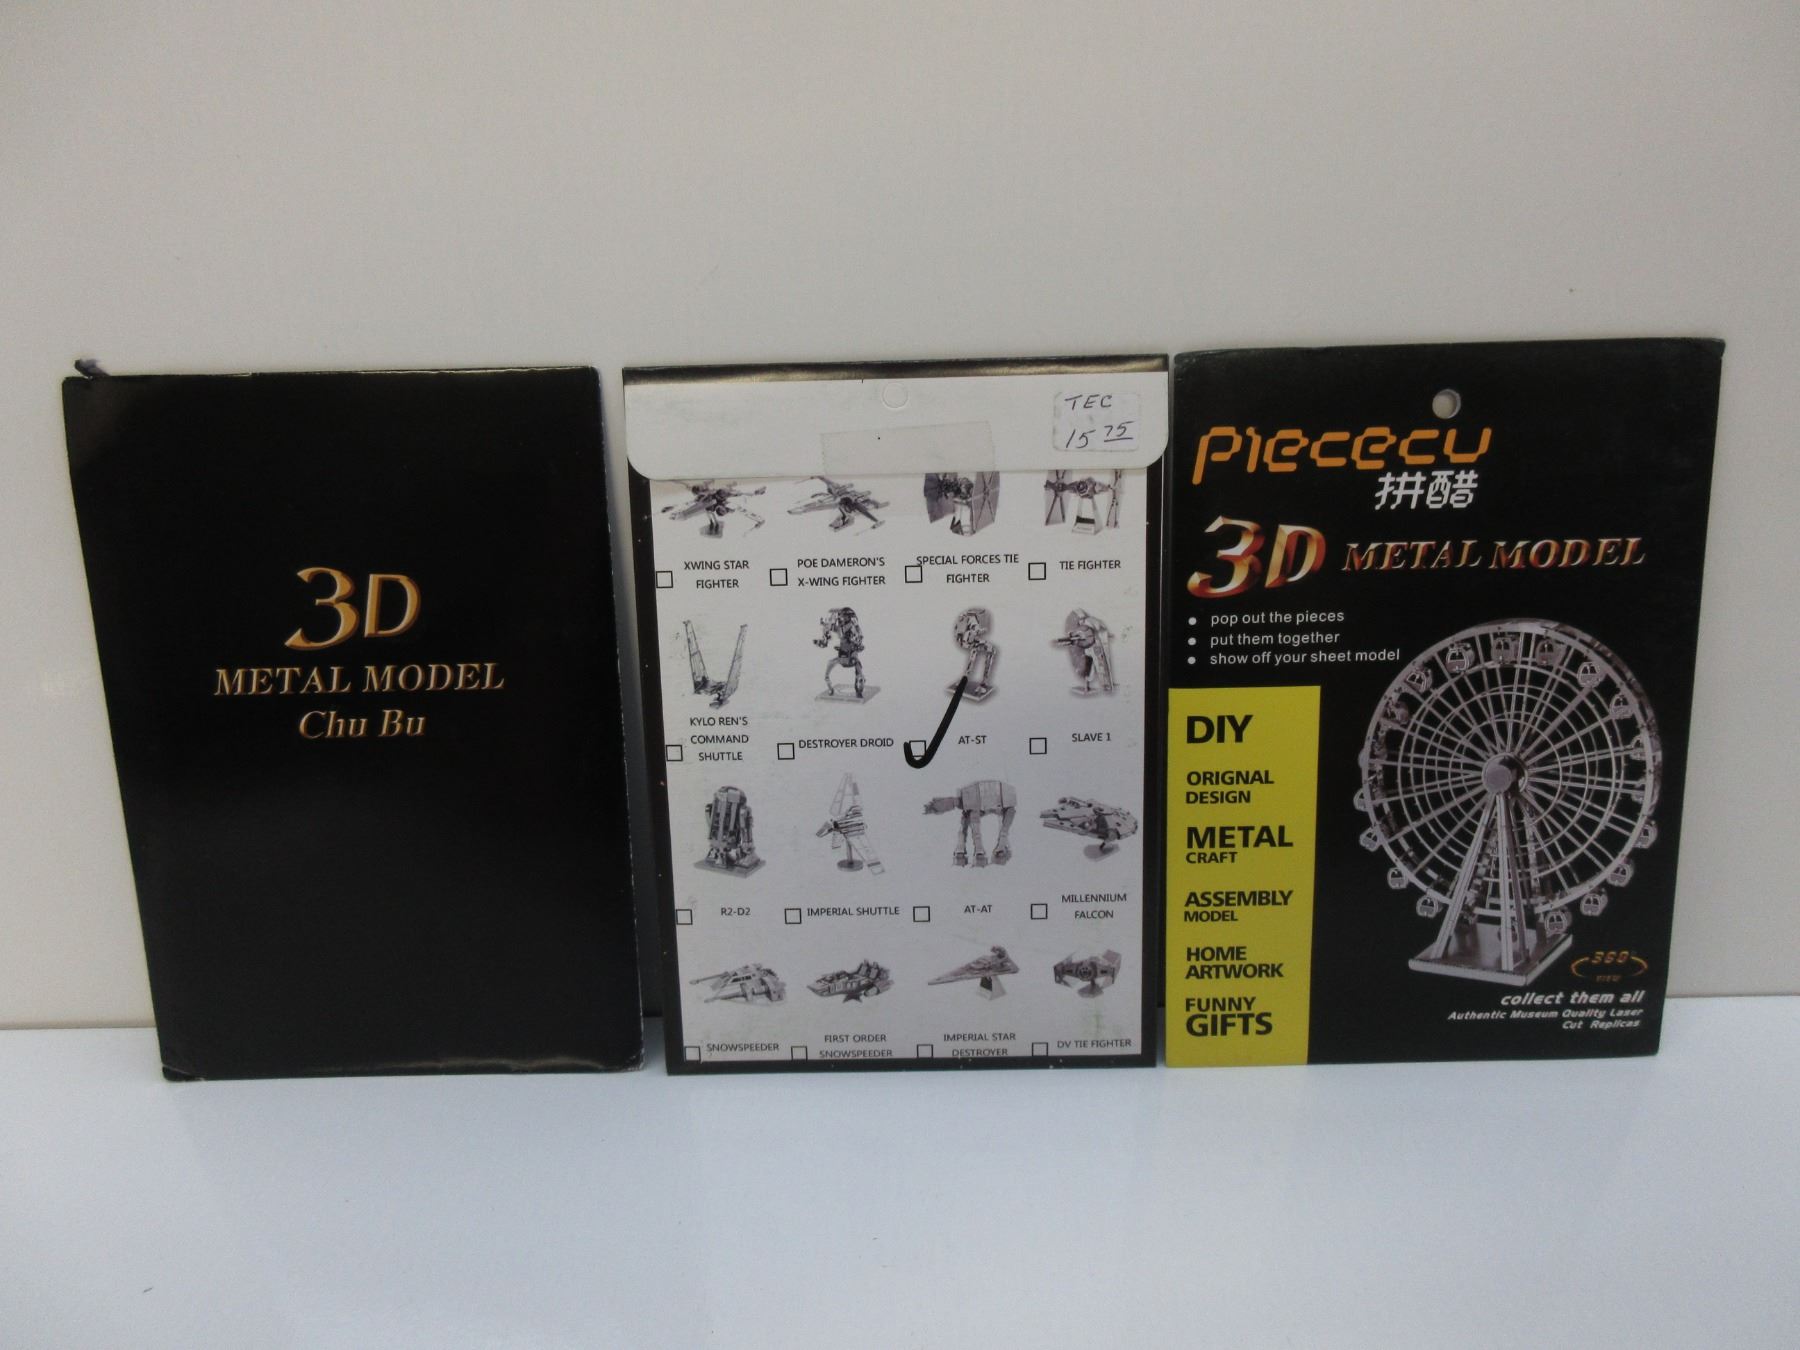 3D
METAL MODEL
Chu Bu
TEC
15 75
XWING STAR
FIGHTER
POE DAMERON'S
X-WING FIGHTER
SPECIAL FORCES TIE
FIGHTER
TIE FIGHTER
KYLO REN'S
COMMAND
SHUTTLE
DESTROYER DROID
AT-ST
SLAVE 1
R2-D2
IMPERIAL SHUTTLE
AT-AT
MILLENNIUM
FALCON
SNOWSPEEDER
FIRST ORDER
SNOWSPEEDER
IMPERIAL STAR
DESTROYER
DV TIE FIGHTER
piececu
拼酷
3D METAL MODEL
• pop out the pieces
• put them together
• show off your sheet model
DIY
ORIGNAL
DESIGN
METAL
CRAFT
ASSEMBLY
MODEL
HOME
ARTWORK
FUNNY
GIFTS
360
VIEW
collect them all
Authentic Museum Quality Laser
Cut Replicas